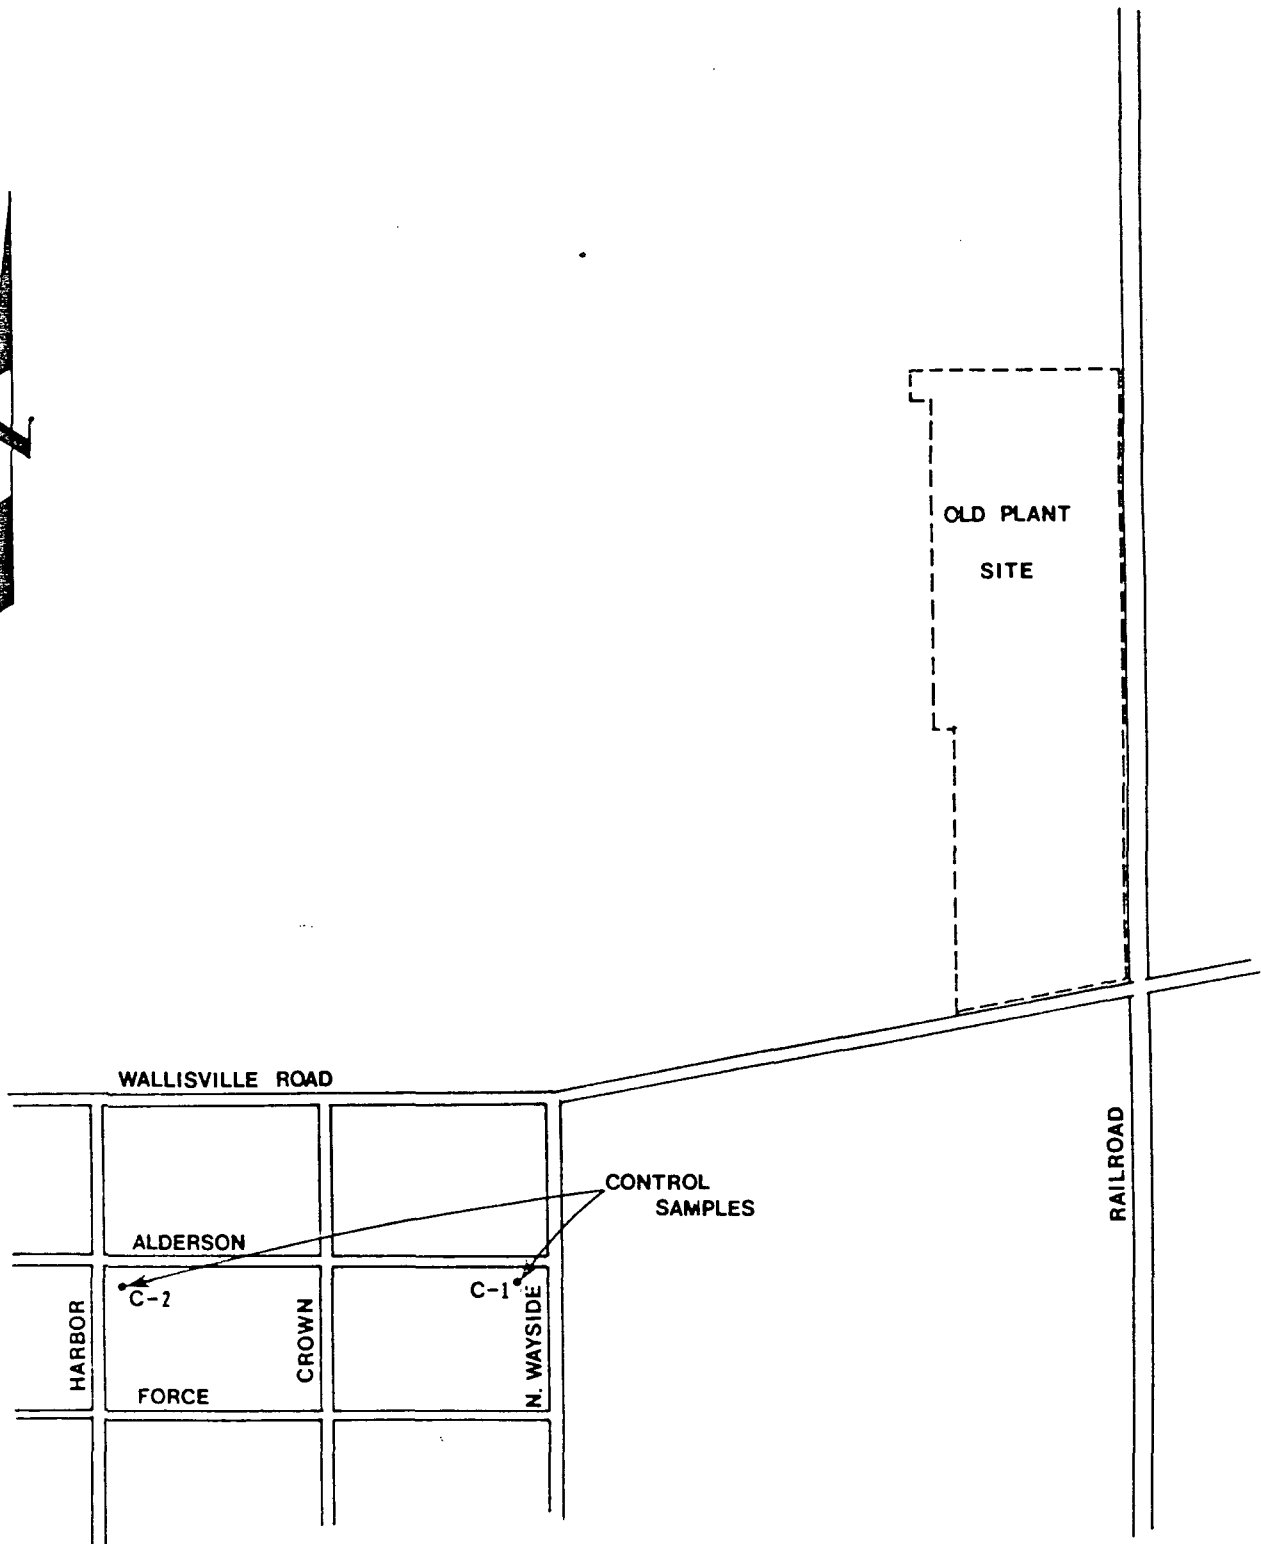 OLD PLANT
SITE
WALLISVILLE ROAD
RAILROAD
CONTROL
SAMPLES
ALDERSON
C-2
C-1
HARBOR
CROWN
N. WAYSIDE
FORCE